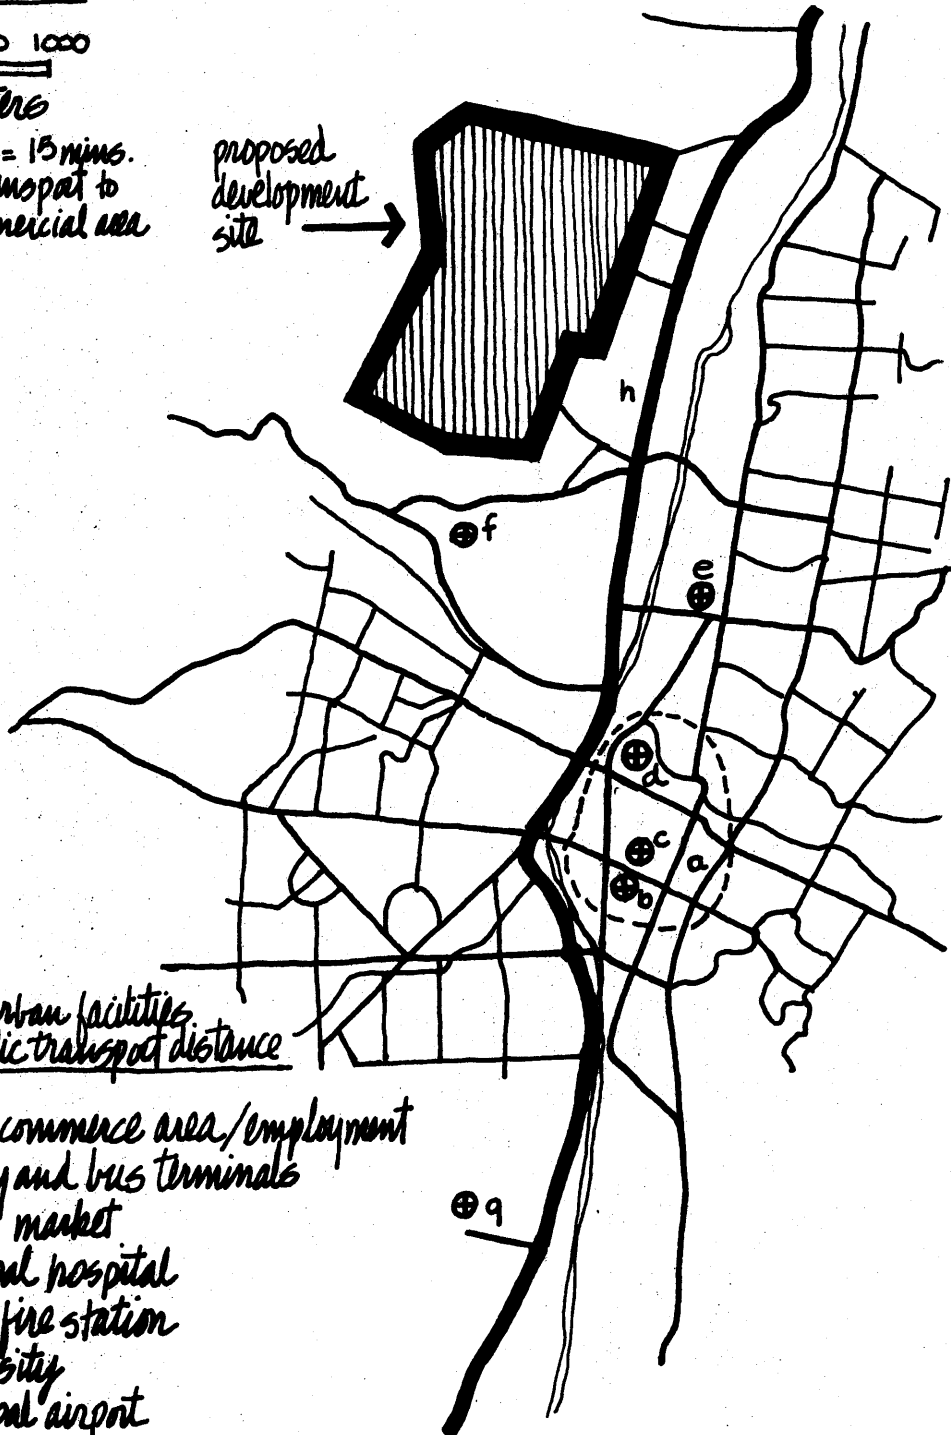 1000
= 15 mins.
to
area
proposed
development
site
h
f
e
d
c
a
b
facilities
transport distance
commerce area/employment
and bus terminals
market
hospital
fire station
airport
g